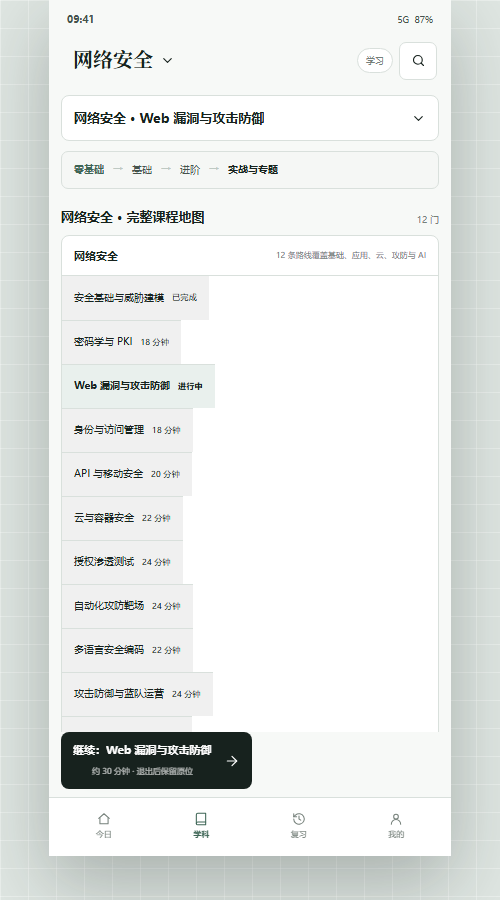 09:41 5G 87%
网络安全 学习
网络安全 • Web 漏洞与攻击防御
零基础 → 基础 → 进阶 → 实战与专题
网络安全 • 完整课程地图 12 门
网络安全 12 条路线覆盖基础、应用、云、攻防与 AI
安全基础与威胁建模 已完成
密码学与 PKI 18 分钟
Web 漏洞与攻击防御 进行中
身份与访问管理 18 分钟
API 与移动安全 20 分钟
云与容器安全 22 分钟
授权渗透测试 24 分钟
自动化攻防靶场 24 分钟
多语言安全编码 22 分钟
攻击防御与蓝队运营 24 分钟
继续：Web 漏洞与攻击防御 →
约 30 分钟 · 退出后保留原位
今日 学科 复习 我的